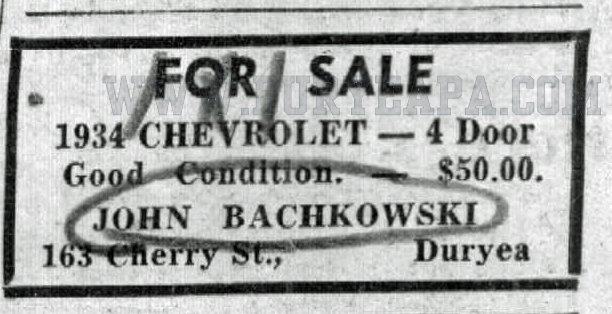 FOR SALE
WWW.DURYEAPA.COM
1934 CHEVROLET — 4 Door
Good Condition. — $50.00.
JOHN BACHKOWSKI
163 Cherry St., Duryea